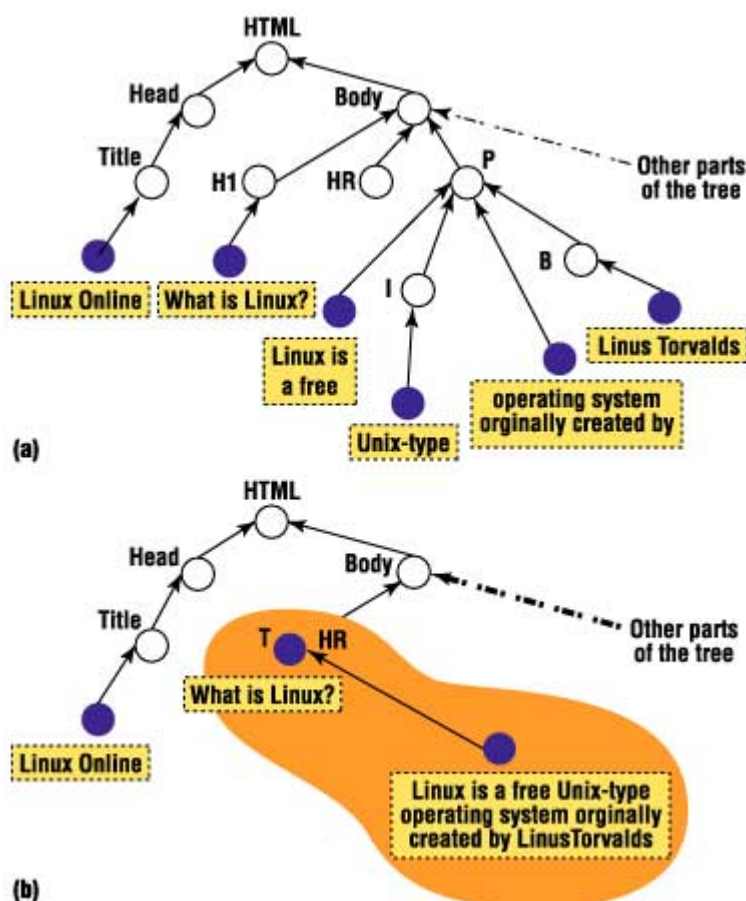 HTML
Head
Body
Title
H1
HR
P
Other parts
of the tree
B
I
Linux Online
What is Linux?
Linux is
a free
Unix-type
operating system
orginally created by
Linus Torvalds
(a)
HTML
Head
Body
Title
T
HR
Other parts
of the tree
What is Linux?
Linux Online
Linux is a free Unix-type
operating system orginally
created by LinusTorvalds
(b)